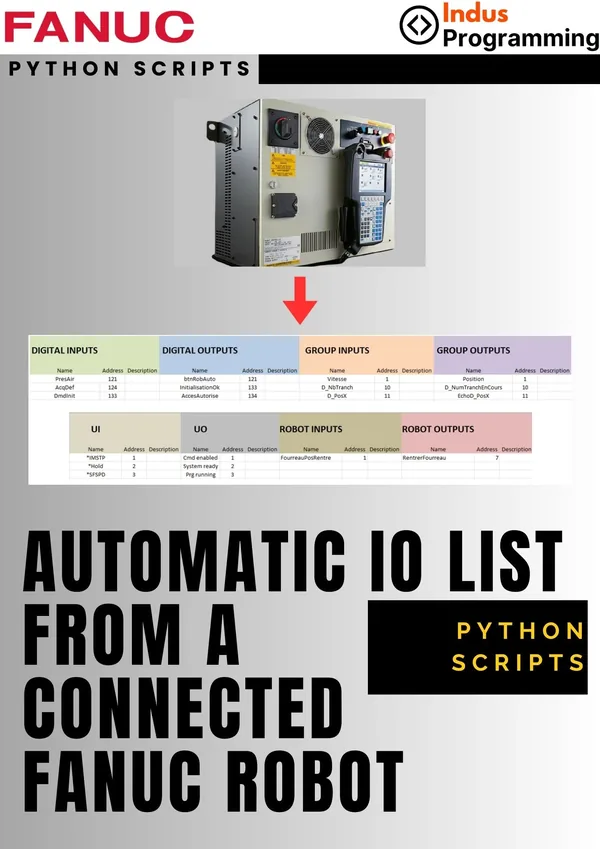 FANUC
Indus
Programming
PYTHON SCRIPTS
DIGITAL INPUTS DIGITAL OUTPUTS GROUP INPUTS GROUP OUTPUTS
Name Address Description Name Address Description Name Address Description Name Address Description
PresAir 121 btnRobAuto 121 Vitesse 1 Position 1
AcqDef 124 InitialisationOk 133 D_NbTranch 10 D_NumTranchEnCours 10
DmdInit 133 AccesAutorise 134 D_PosX 11 EchoD_PosX 11
UI UO ROBOT INPUTS ROBOT OUTPUTS
Name Address Description Name Address Description Name Address Description Name Address Description
*IMSTP 1 Cmd enabled 1 FourreauPosRentre 1 RentrerFourreau 7
*Hold 2 System ready 2
*SFSPD 3 Prg running 3
AUTOMATIC IO LIST
FROM A
CONNECTED
FANUC ROBOT
PYTHON
SCRIPTS